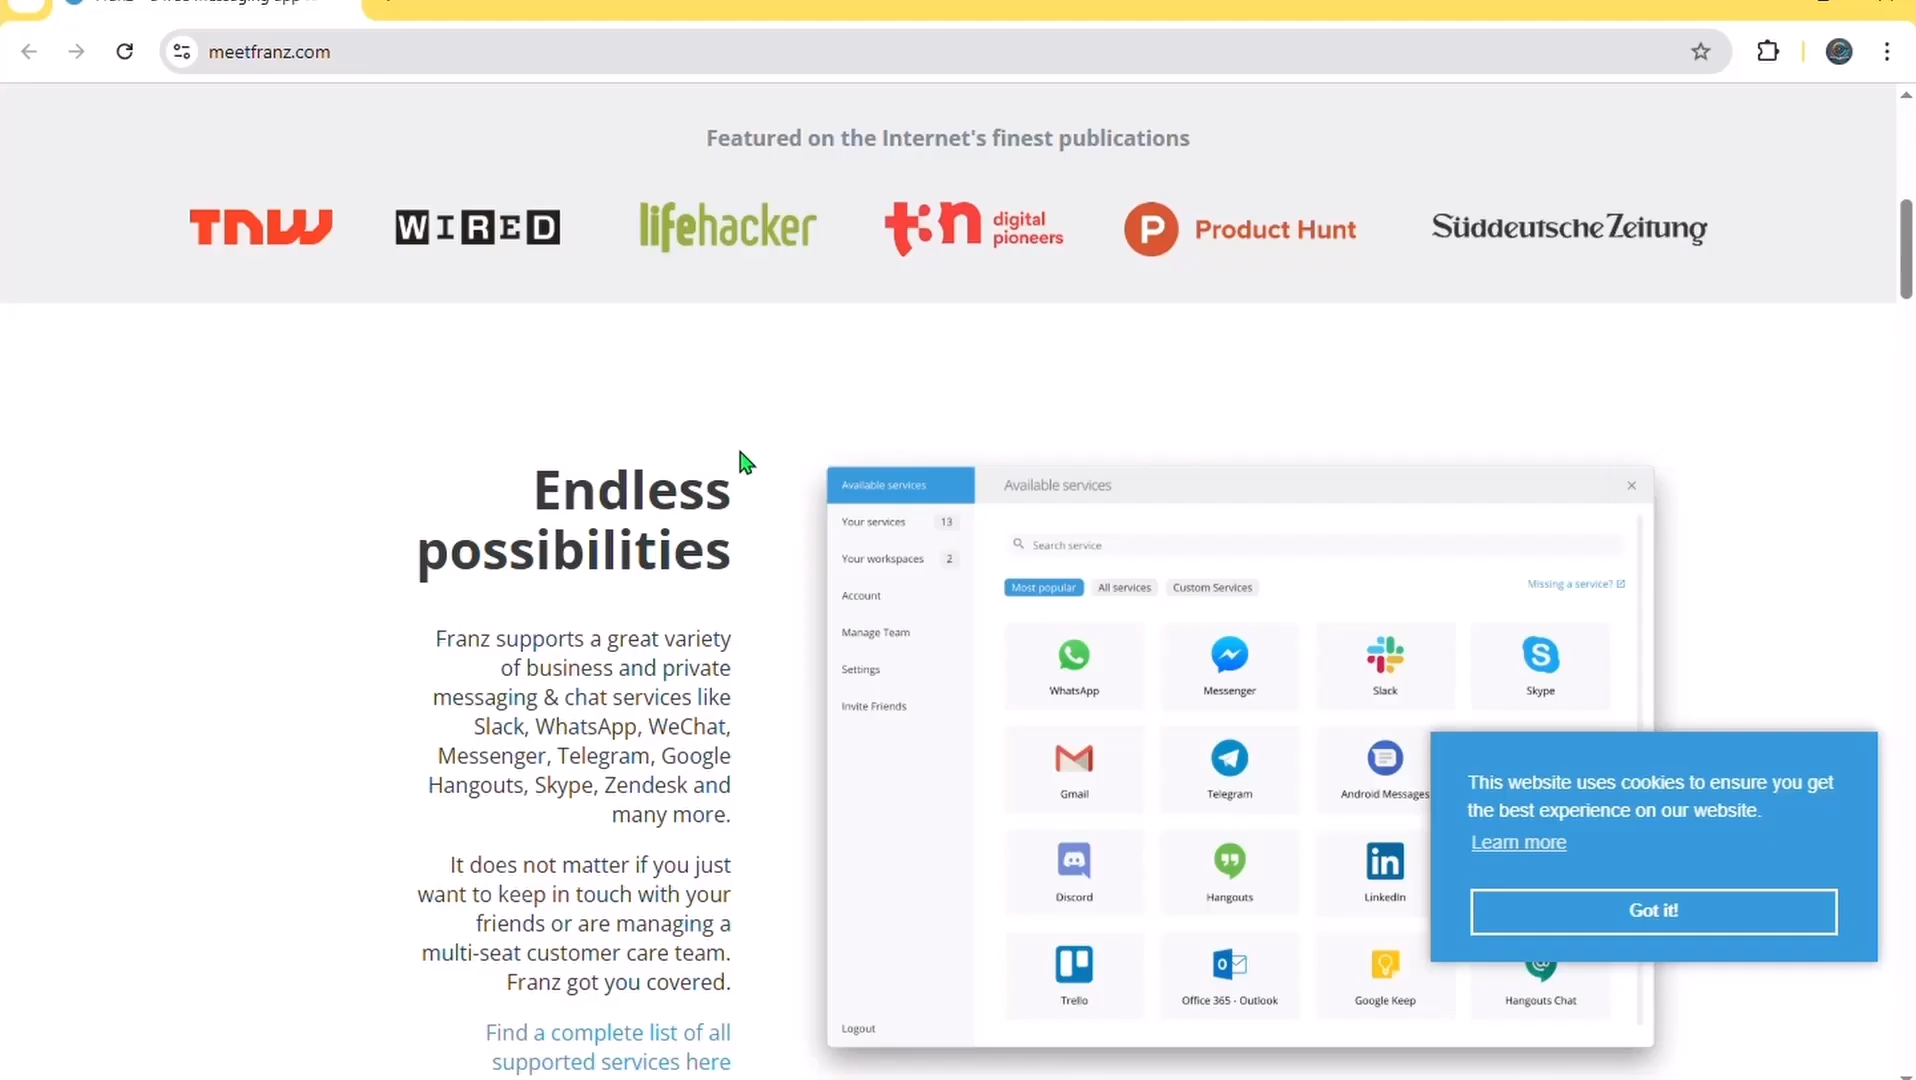 meetfranz.com
Featured on the Internet's finest publications
TNW
WIRED
lifehacker
t3n digital pioneers
Product Hunt
Süddeutsche Zeitung
Endless
possibilities
Franz supports a great variety
of business and private
messaging & chat services like
Slack, WhatsApp, WeChat,
Messenger, Telegram, Google
Hangouts, Skype, Zendesk and
many more.
It does not matter if you just
want to keep in touch with your
friends or are managing a
multi-seat customer care team.
Franz got you covered.
Find a complete list of all
supported services here
Available services
Your services 13
Your workspaces 2
Account
Manage Team
Settings
Invite Friends
Logout
Available services
Search service
Most popular All services Custom Services
Missing a service?
WhatsApp Messenger Slack Skype
Gmail Telegram Android Messages
Discord Hangouts LinkedIn
Trello Office 365 - Outlook Google Keep Hangouts Chat
This website uses cookies to ensure you get
the best experience on our website.
Learn more
Got it!